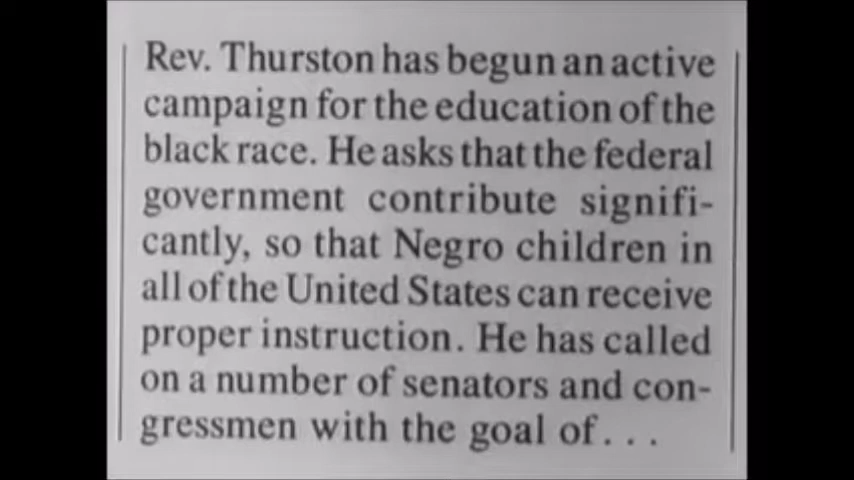 Rev. Thurston has begun an active
campaign for the education of the
black race. He asks that the federal
government contribute signifi-
cantly, so that Negro children in
all of the United States can receive
proper instruction. He has called
on a number of senators and con-
gressmen with the goal of . . .